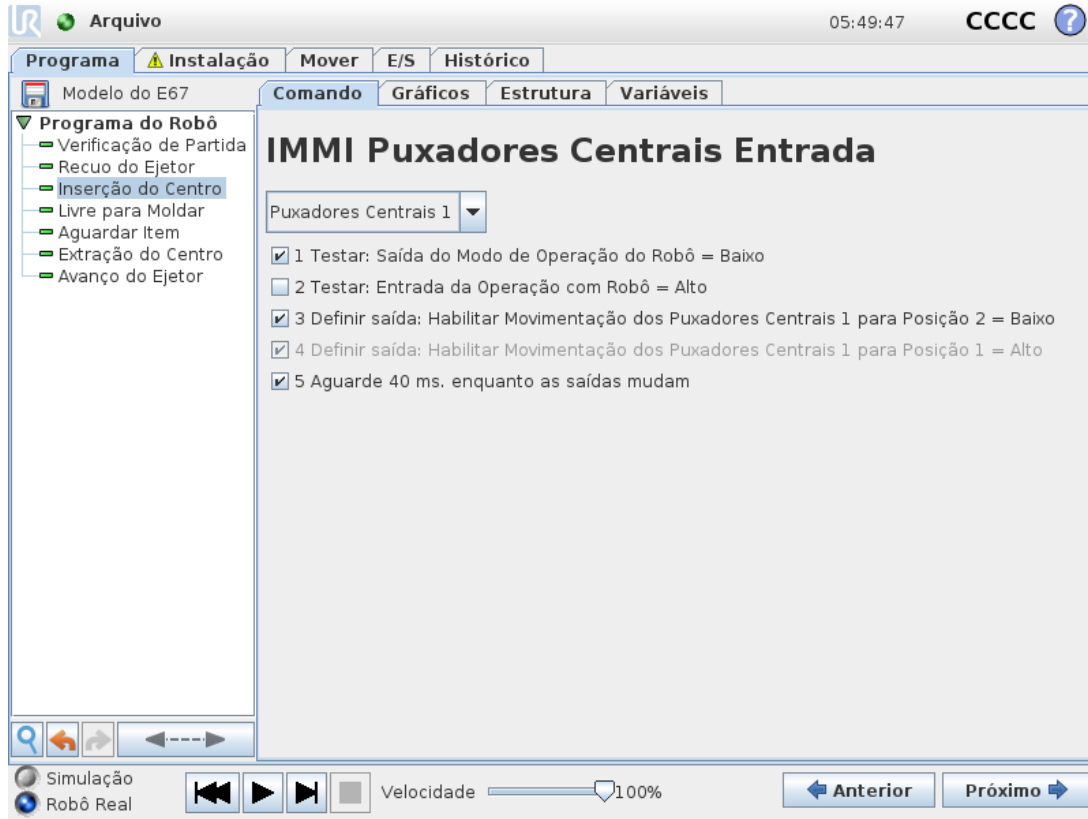 UR Arquivo 05:49:47 CCCC ?
Programa Instalação Mover E/S Histórico
Modelo do E67 Comando Gráficos Estrutura Variáveis
Programa do Robô
Verificação de Partida
Recuo do Ejetor
Inserção do Centro
Livre para Moldar
Aguardar Item
Extração do Centro
Avanço do Ejetor
IMMI Puxadores Centrais Entrada
Puxadores Centrais 1
1 Testar: Saída do Modo de Operação do Robô = Baixo
2 Testar: Entrada da Operação com Robô = Alto
3 Definir saída: Habilitar Movimentação dos Puxadores Centrais 1 para Posição 2 = Baixo
4 Definir saída: Habilitar Movimentação dos Puxadores Centrais 1 para Posição 1 = Alto
5 Aguarde 40 ms. enquanto as saídas mudam
Simulação
Robô Real
Velocidade 100%
Anterior Próximo